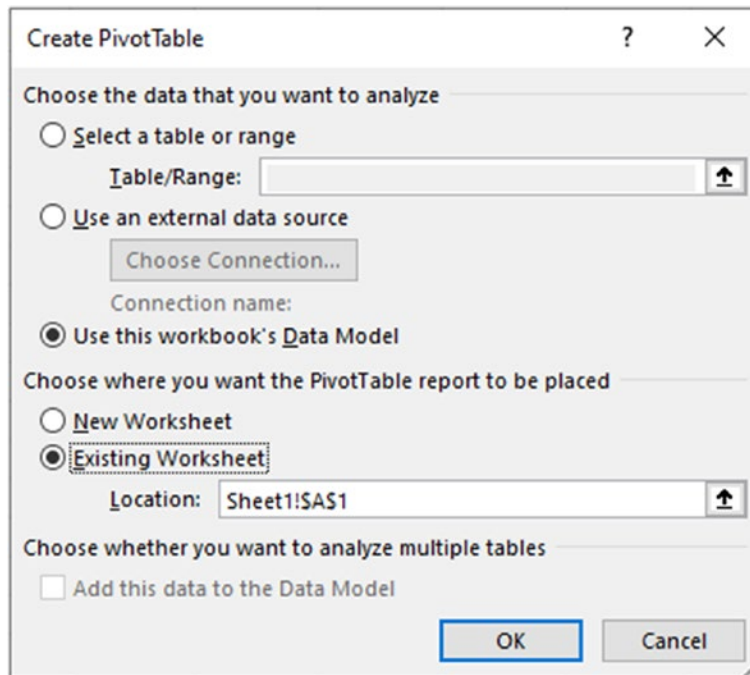 Create PivotTable ? ×
Choose the data that you want to analyze
Select a table or range
Table/Range:
Use an external data source
Choose Connection...
Connection name:
Use this workbook's Data Model
Choose where you want the PivotTable report to be placed
New Worksheet
Existing Worksheet
Location: Sheet1!$A$1
Choose whether you want to analyze multiple tables
Add this data to the Data Model
OK Cancel